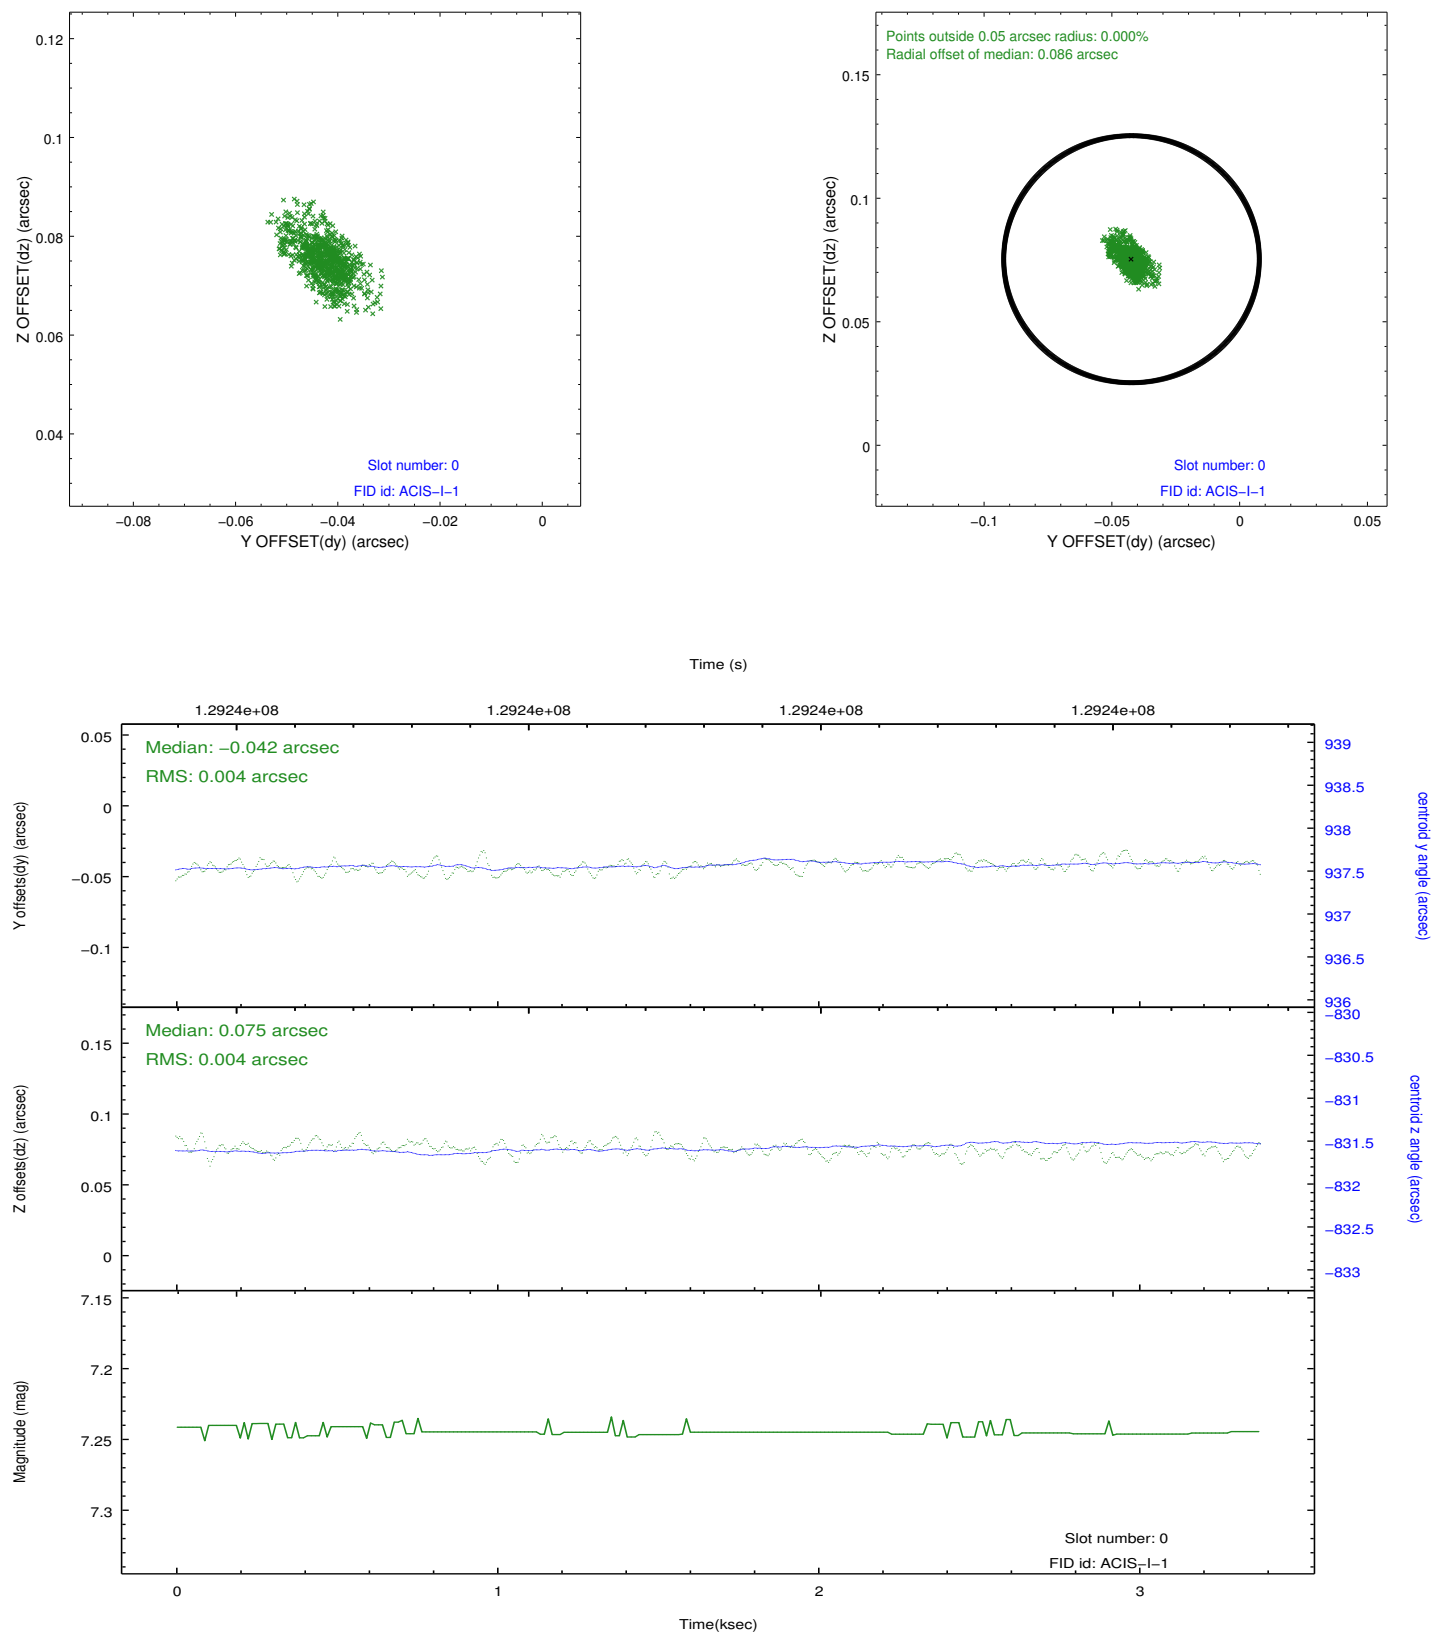 0.12
0.1
0.08
0.06
0.04
Z OFFSET(dz) (arcsec)
Slot number: 0
FID id: ACIS−I−1
−0.08
−0.06
−0.04
−0.02
0
Y OFFSET(dy) (arcsec)
Points outside 0.05 arcsec radius: 0.000%
Radial offset of median: 0.086 arcsec
0.15
0.1
0.05
0
Z OFFSET(dz) (arcsec)
Slot number: 0
FID id: ACIS−I−1
−0.1
−0.05
0
0.05
Y OFFSET(dy) (arcsec)
Time (s)
1.2924e+08
1.2924e+08
1.2924e+08
1.2924e+08
Median: −0.042 arcsec
RMS: 0.004 arcsec
0.05
0
−0.05
−0.1
Y offsets(dy) (arcsec)
939
938.5
938
937.5
937
936.5
936
centroid y angle (arcsec)
Median: 0.075 arcsec
RMS: 0.004 arcsec
0.15
0.1
0.05
0
Z offsets(dz) (arcsec)
−830
−830.5
−831
−831.5
−832
−832.5
−833
centroid z angle (arcsec)
7.15
7.2
7.25
7.3
Magnitude (mag)
Slot number: 0
FID id: ACIS−I−1
0
1
2
3
Time(ksec)